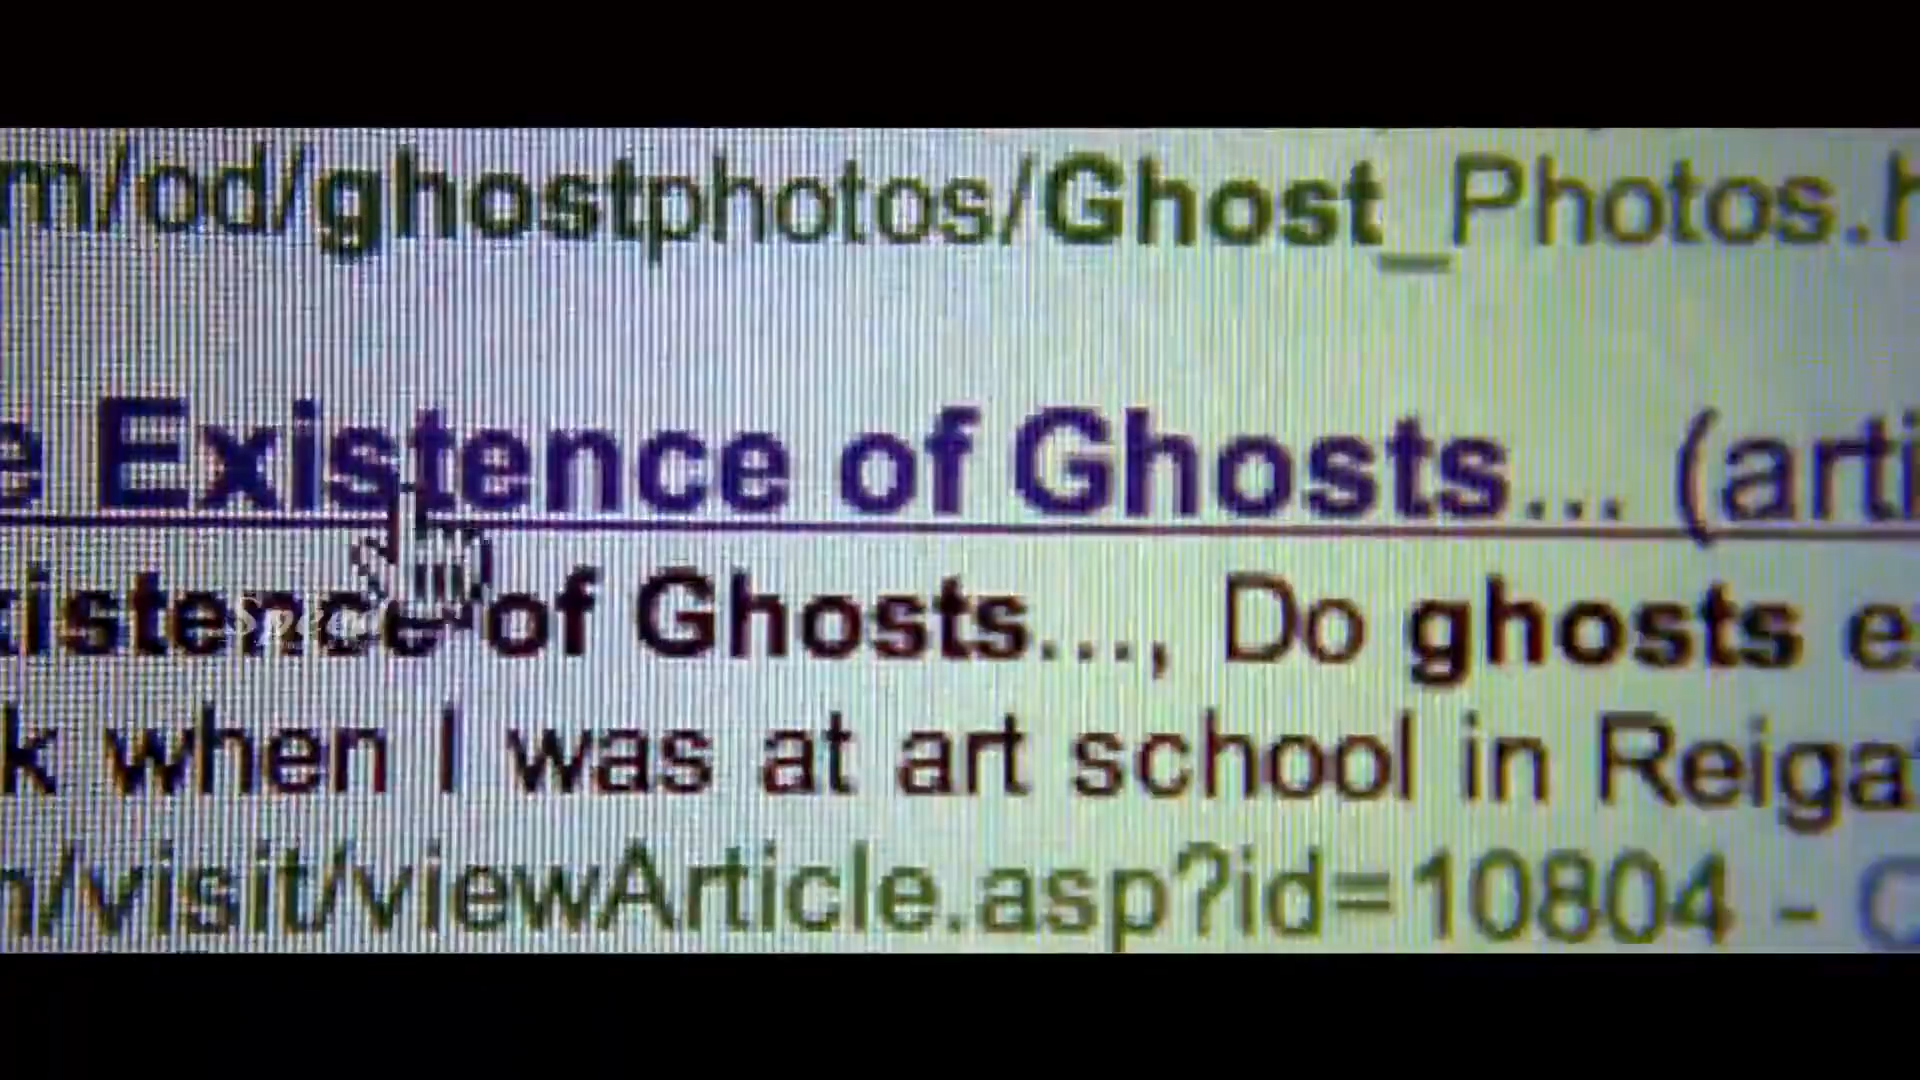 m/od/ghostphotos/Ghost_Photos.h
e Existence of Ghosts... (arti
istence of Ghosts..., Do ghosts e
k when I was at art school in Reiga
/visit/viewArticle.asp?id=10804 - C
Speed